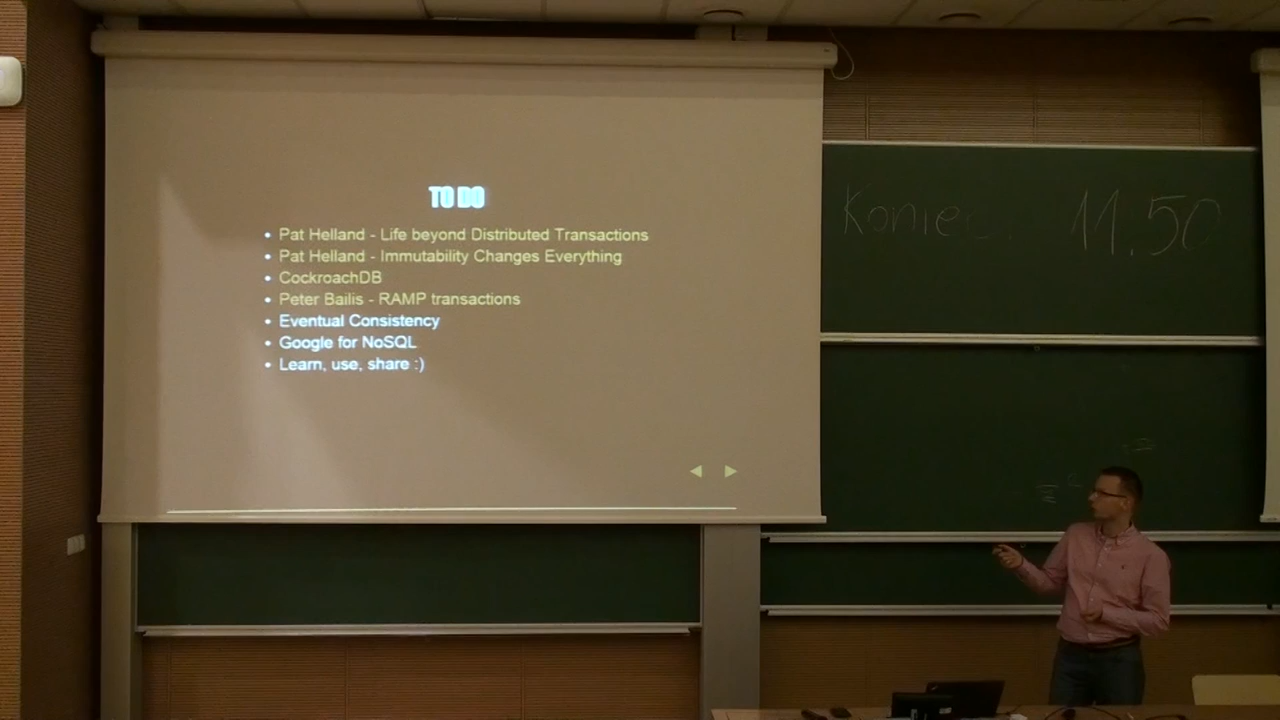 TO DO
• Pat Helland - Life beyond Distributed Transactions
• Pat Helland - Immutability Changes Everything
• CockroachDB
• Peter Bailis - RAMP transactions
• Eventual Consistency
• Google for NoSQL
• Learn, use, share :)
Koniec 11.50